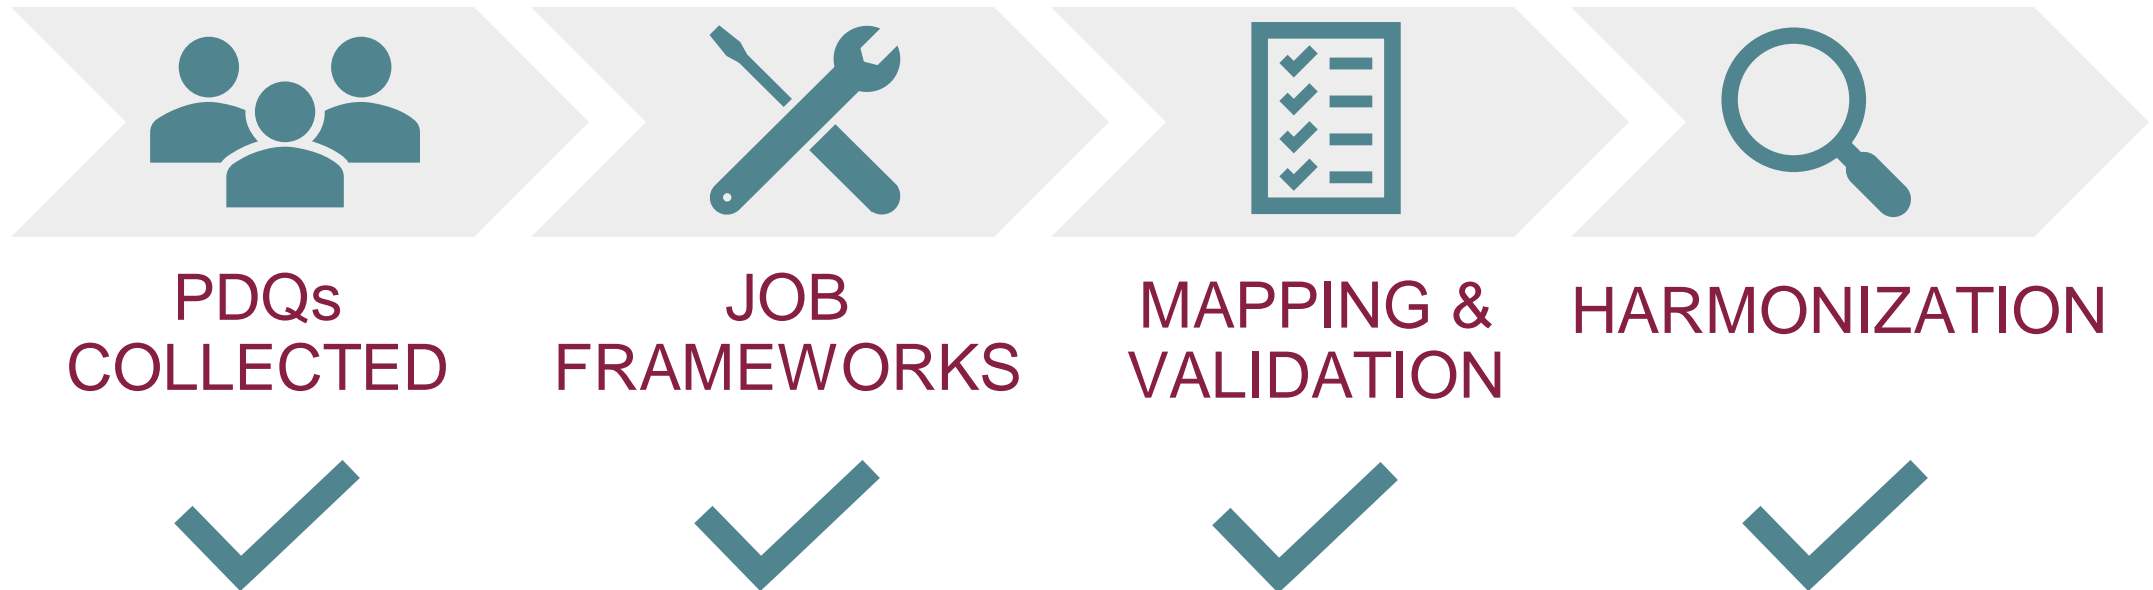 PDQs
COLLECTED
JOB
FRAMEWORKS
MAPPING &
VALIDATION
HARMONIZATION